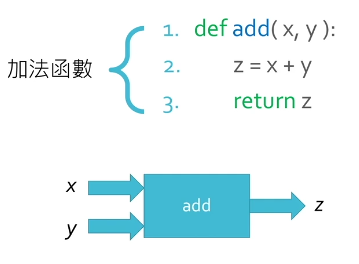 1. def add( x, y ):
加法函數 2. z = x + y
3. return z
x
add z
y